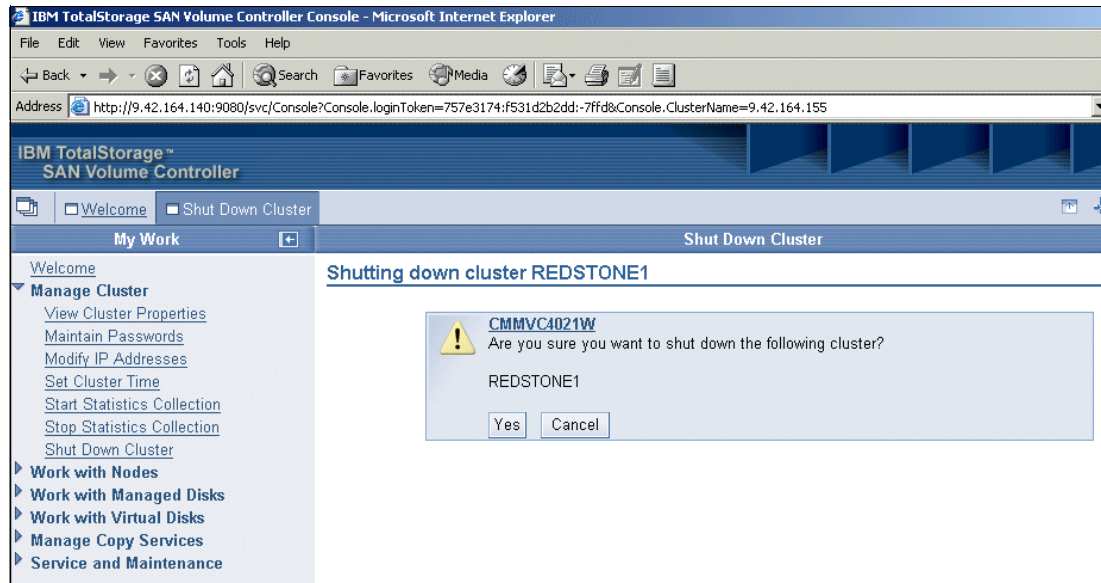 IBM TotalStorage SAN Volume Controller Console - Microsoft Internet Explorer
File Edit View Favorites Tools Help
Back Search Favorites Media
Address http://9.42.164.140:9080/svc/Console?Console.loginToken=757e3174:f531d2b2dd:-7ffd&Console.ClusterName=9.42.164.155
IBM TotalStorage™
SAN Volume Controller
Welcome Shut Down Cluster
My Work Shut Down Cluster
Welcome
Manage Cluster
View Cluster Properties
Maintain Passwords
Modify IP Addresses
Set Cluster Time
Start Statistics Collection
Stop Statistics Collection
Shut Down Cluster
Work with Nodes
Work with Managed Disks
Work with Virtual Disks
Manage Copy Services
Service and Maintenance
Shutting down cluster REDSTONE1
CMMVC4021W
Are you sure you want to shut down the following cluster?
REDSTONE1
Yes Cancel